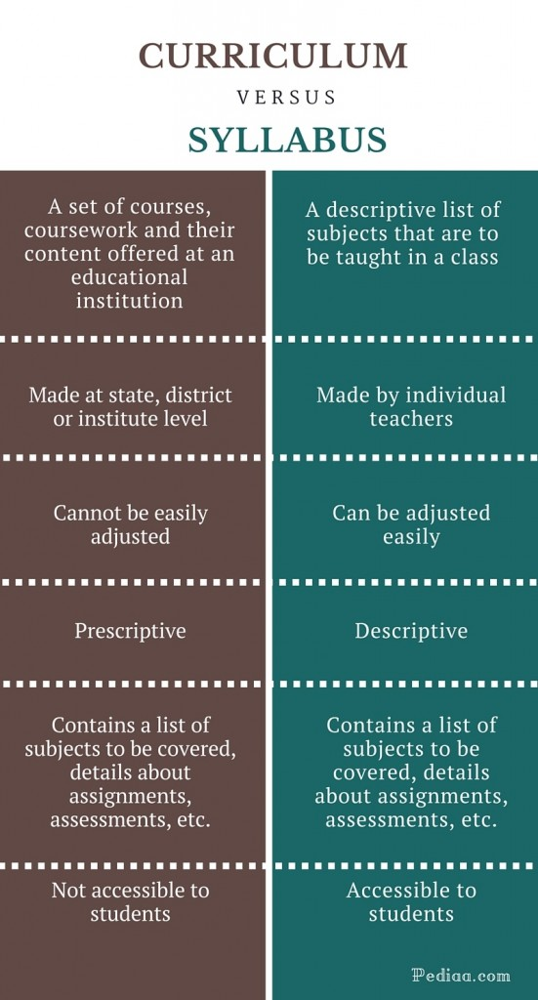 CURRICULUM
VERSUS
SYLLABUS
A set of courses,
coursework and their
content offered at an
educational
institution
A descriptive list of
subjects that are to
be taught in a class
Made at state, district
or institute level
Made by individual
teachers
Cannot be easily
adjusted
Can be adjusted
easily
Prescriptive
Descriptive
Contains a list of
subjects to be covered,
details about
assignments,
assessments, etc.
Contains a list of
subjects to be
covered, details
about assignments,
assessments, etc.
Not accessible to
students
Accessible to
students
Pediaa.com